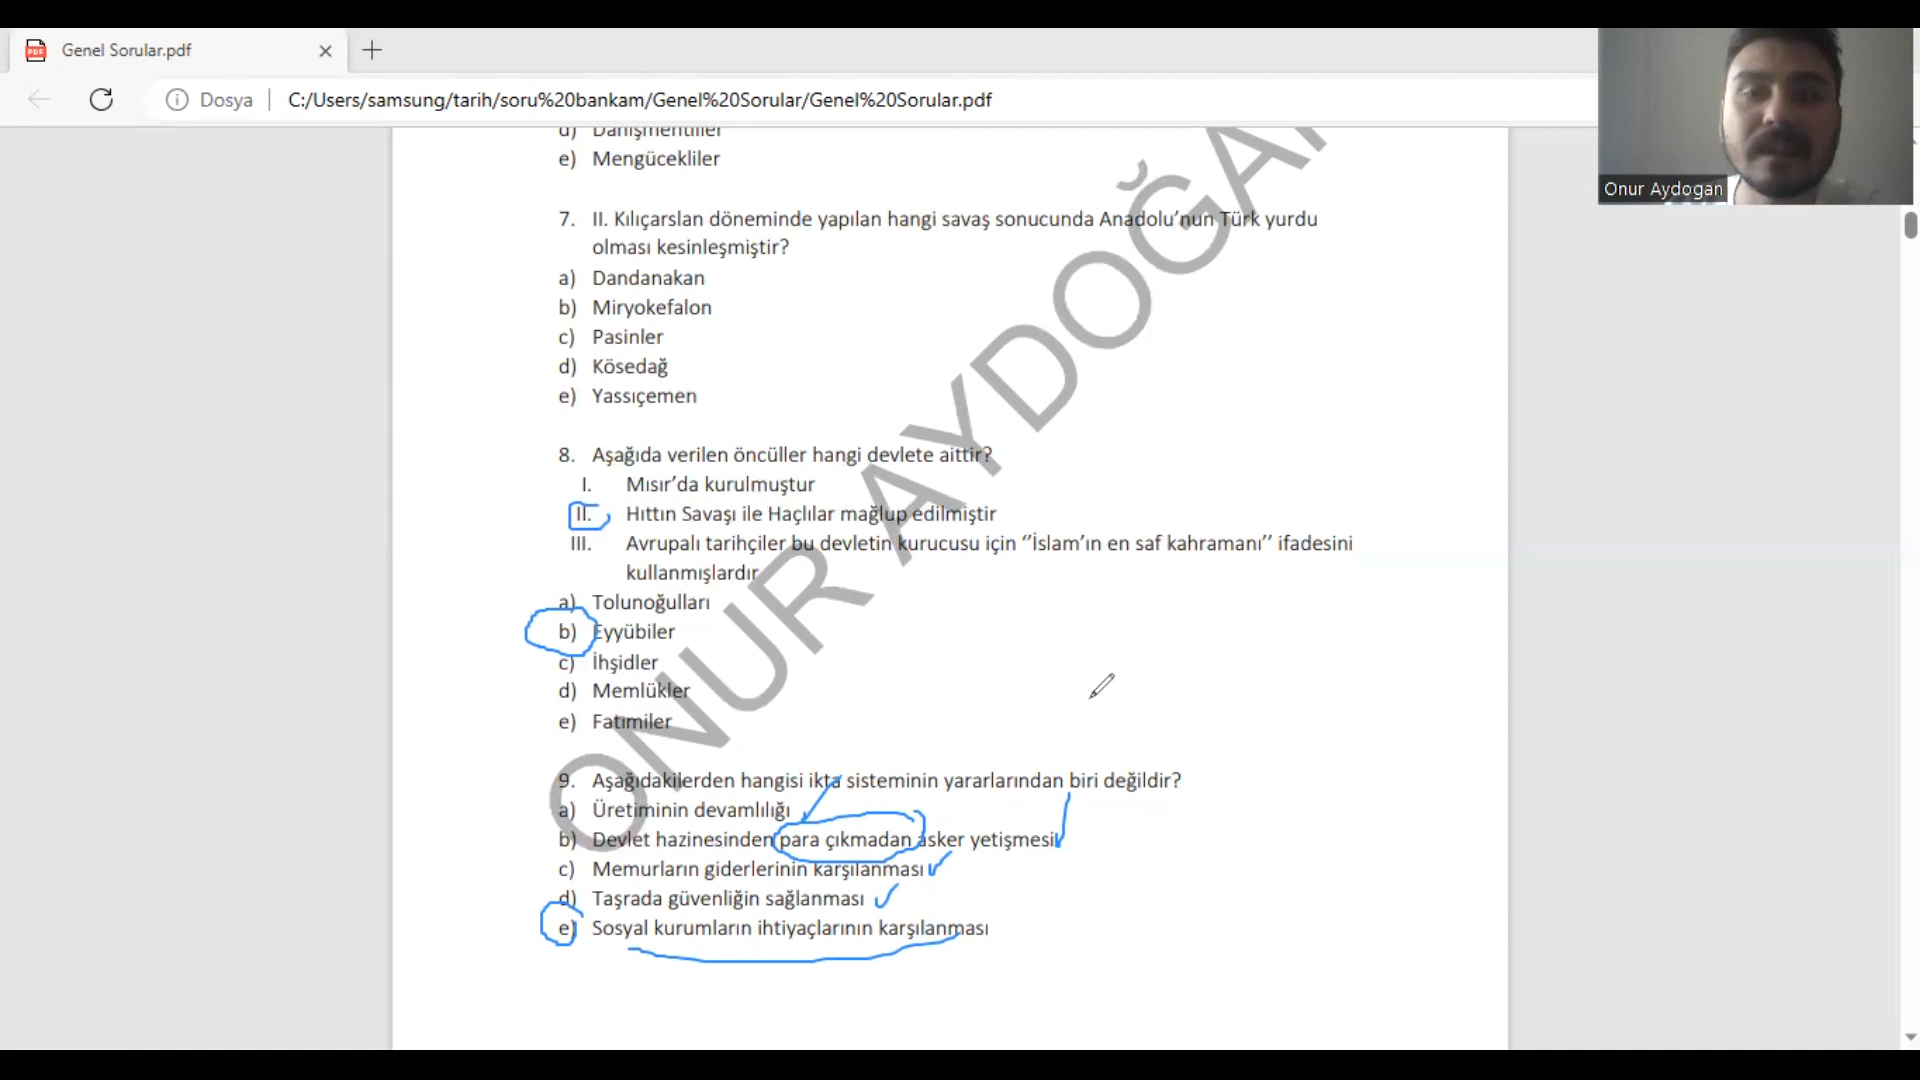 Genel Sorular.pdf
Dosya
C:/Users/samsung/tarih/soru%20bankam/Genel%20Sorular/Genel%20Sorular.pdf
Onur Aydogan
d) Danişmentliler
e) Mengücekliler
7. II. Kılıçarslan döneminde yapılan hangi savaş sonucunda Anadolu’nun Türk yurdu
olması kesinleşmiştir?
a) Dandanakan
b) Miryokefalon
c) Pasinler
d) Kösedağ
e) Yassıçemen
8. Aşağıda verilen öncüller hangi devlete aittir?
I. Mısır’da kurulmuştur
II. Hıttın Savaşı ile Haçlılar mağlup edilmiştir
III. Avrupalı tarihçiler bu devletin kurucusu için ‘’İslam’ın en saf kahramanı’’ ifadesini
kullanmışlardır
a) Tolunoğulları
b) Eyyübiler
c) İhşidler
d) Memlükler
e) Fatımiler
9. Aşağıdakilerden hangisi ikta sisteminin yararlarından biri değildir?
a) Üretiminin devamlılığı
b) Devlet hazinesinden para çıkmadan asker yetişmesi
c) Memurların giderlerinin karşılanması
d) Taşrada güvenliğin sağlanması
e) Sosyal kurumların ihtiyaçlarının karşılanması
ONUR AYDOĞAN